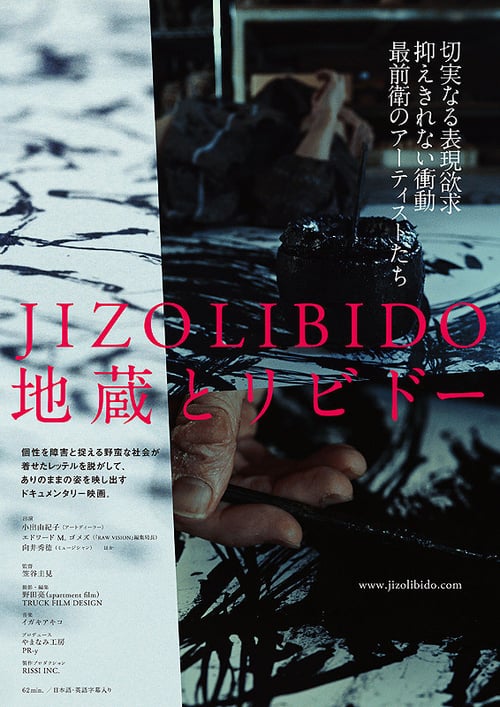 切実なる表現欲求
抑えきれない衝動
最前衛のアーティストたち
JIZOLIBIDO
地蔵とリビドー
個性を障害と捉える野蛮な社会が
着せたレッテルを脱がして、
ありのままの姿を映し出す
ドキュメンタリー映画。
出演
小出由紀子(アートディーラー)
エドワード M. ゴメズ(「RAW VISION」編集局長)
向井秀徳(ミュージシャン) ほか
監督
笠谷圭見
撮影・編集
野田亮(apartment film)
TRUCK FILM DESIGN
音楽
イガキアキコ
プロデュース
やまなみ工房
PR-y
製作プロダクション
RISSI INC.
62 min. / 日本語・英語字幕入り
www.jizolibido.com